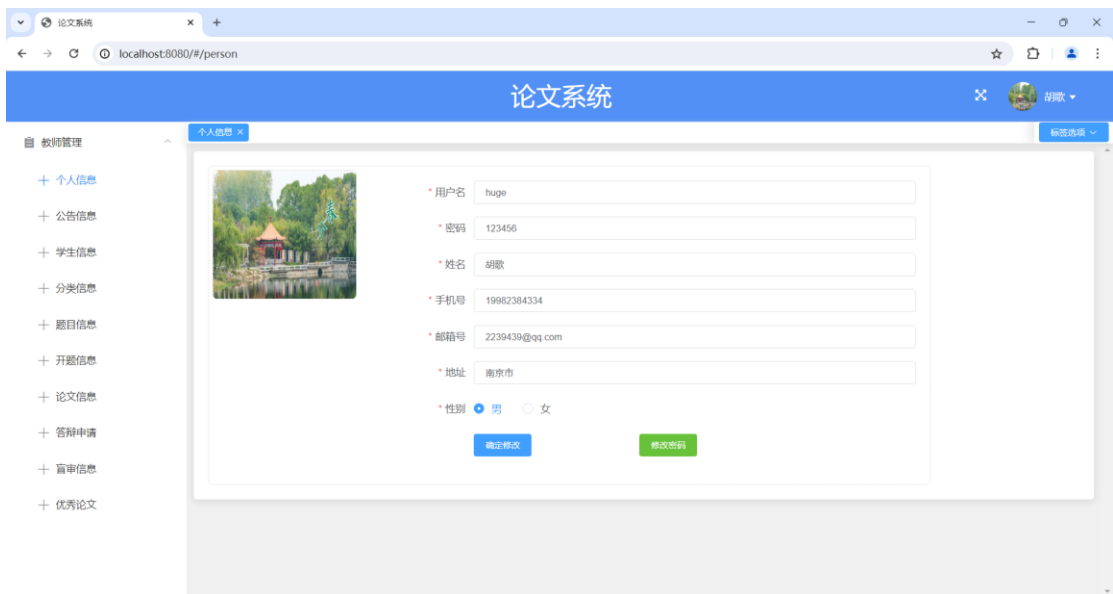 论文系统
localhost:8080/#/person
论文系统
胡歌
教师管理
个人信息
标签选项
个人信息
公告信息
学生信息
分类信息
题目信息
开题信息
论文信息
答辩申请
盲审信息
优秀论文
* 用户名 huge
* 密码 123456
* 姓名 胡歌
* 手机号 19982384334
* 邮箱号 2239439@qq.com
* 地址 南京市
* 性别 男 女
确定修改 修改密码